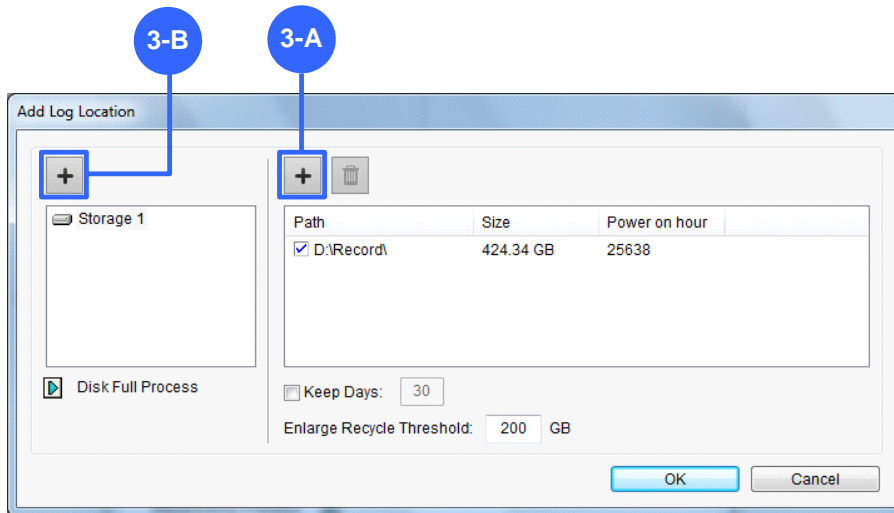 3-B
3-A
Add Log Location
+
+
Storage 1
Path Size Power on hour
D:\Record\ 424.34 GB 25638
Disk Full Process
Keep Days: 30
Enlarge Recycle Threshold: 200 GB
OK Cancel